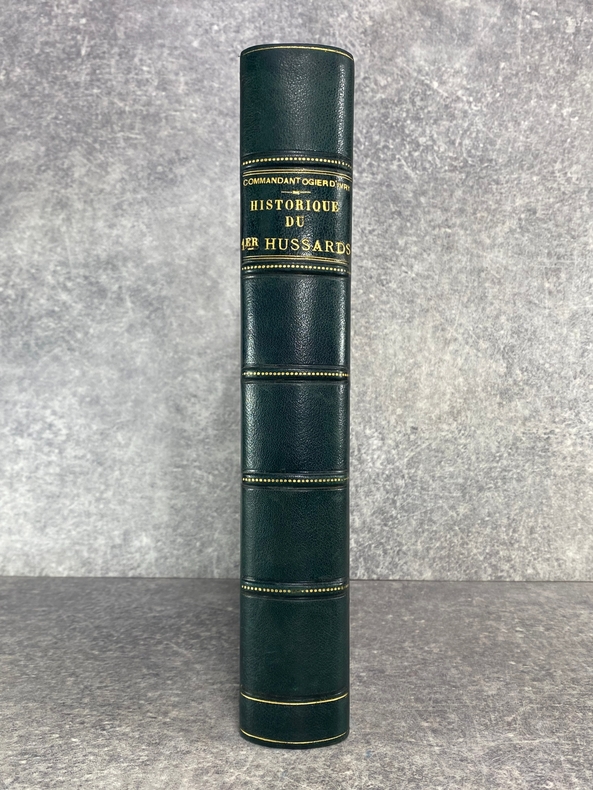 COMMANDANT OGIER D'IVRY
HISTORIQUE
DU
1ER HUSSARDS